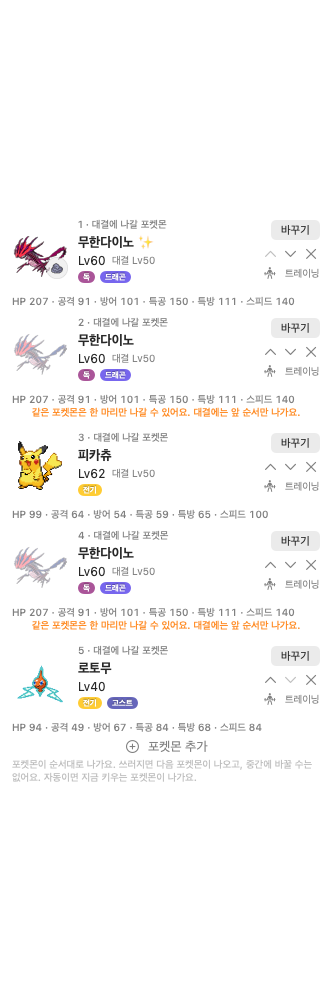 1 · 대결에 나갈 포켓몬
바꾸기
무한다이노 ✨
Lv60 대결 Lv50
독 드래곤
트레이닝
HP 207 · 공격 91 · 방어 101 · 특공 150 · 특방 111 · 스피드 140
2 · 대결에 나갈 포켓몬
바꾸기
무한다이노
Lv60 대결 Lv50
독 드래곤
트레이닝
HP 207 · 공격 91 · 방어 101 · 특공 150 · 특방 111 · 스피드 140
같은 포켓몬은 한 마리만 나갈 수 있어요. 대결에는 앞 순서만 나가요.
3 · 대결에 나갈 포켓몬
바꾸기
피카츄
Lv62 대결 Lv50
전기
트레이닝
HP 99 · 공격 64 · 방어 54 · 특공 59 · 특방 65 · 스피드 100
4 · 대결에 나갈 포켓몬
바꾸기
무한다이노
Lv60 대결 Lv50
독 드래곤
트레이닝
HP 207 · 공격 91 · 방어 101 · 특공 150 · 특방 111 · 스피드 140
같은 포켓몬은 한 마리만 나갈 수 있어요. 대결에는 앞 순서만 나가요.
5 · 대결에 나갈 포켓몬
바꾸기
로토무
Lv40
전기 고스트
트레이닝
HP 94 · 공격 49 · 방어 67 · 특공 84 · 특방 68 · 스피드 84
포켓몬 추가
포켓몬이 순서대로 나가요. 쓰러지면 다음 포켓몬이 나오고, 중간에 바꿀 수는
없어요. 자동이면 지금 키우는 포켓몬이 나가요.